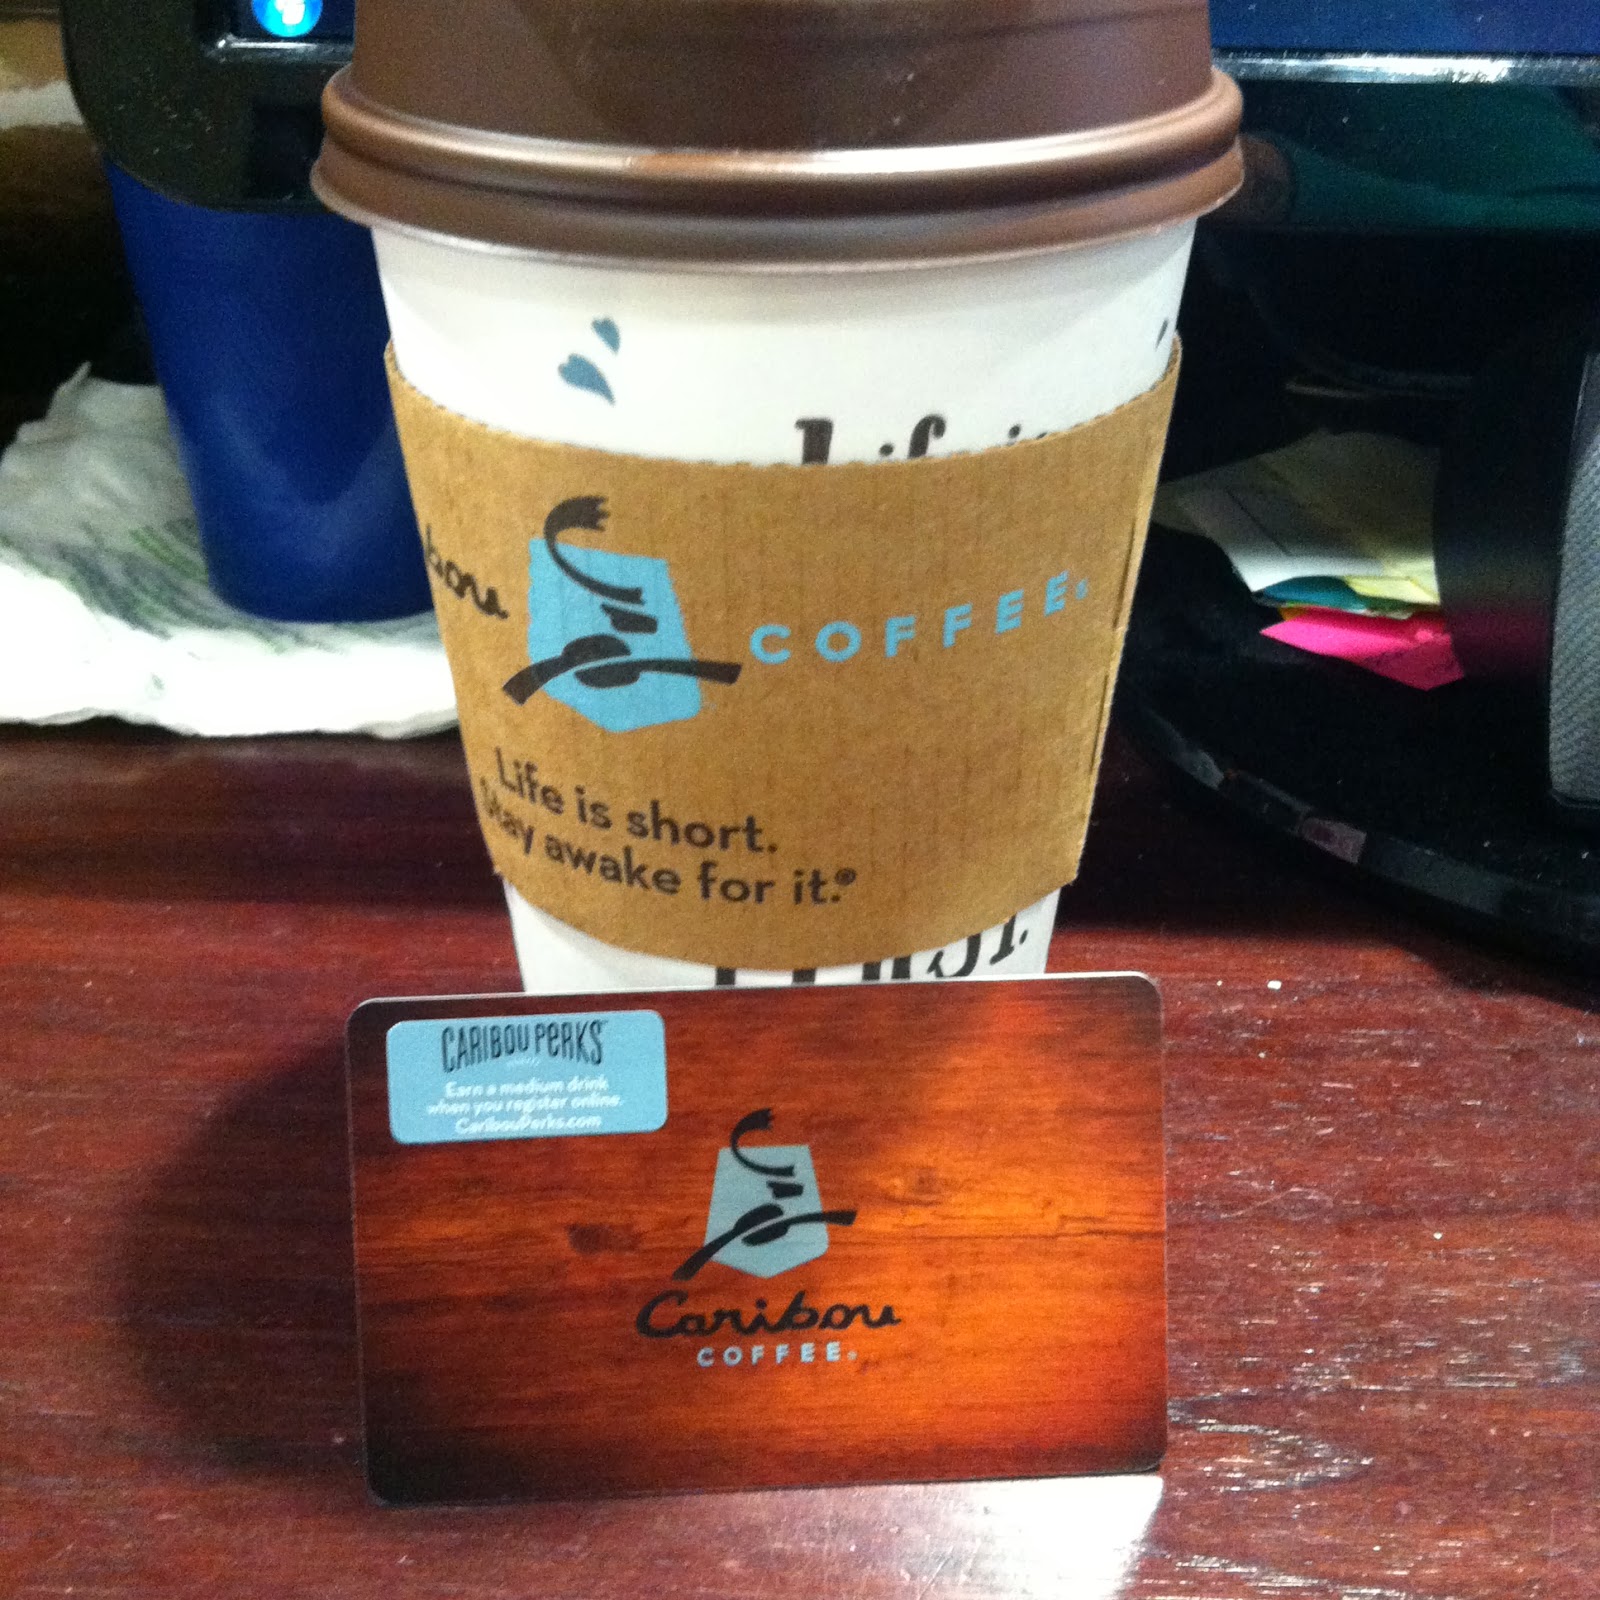 bou COFFEE®
Life is short.
Stay awake for it.®
CARIBOU PERKS
Earn a medium drink
when you register online.
CaribouPerks.com
Caribou
COFFEE®